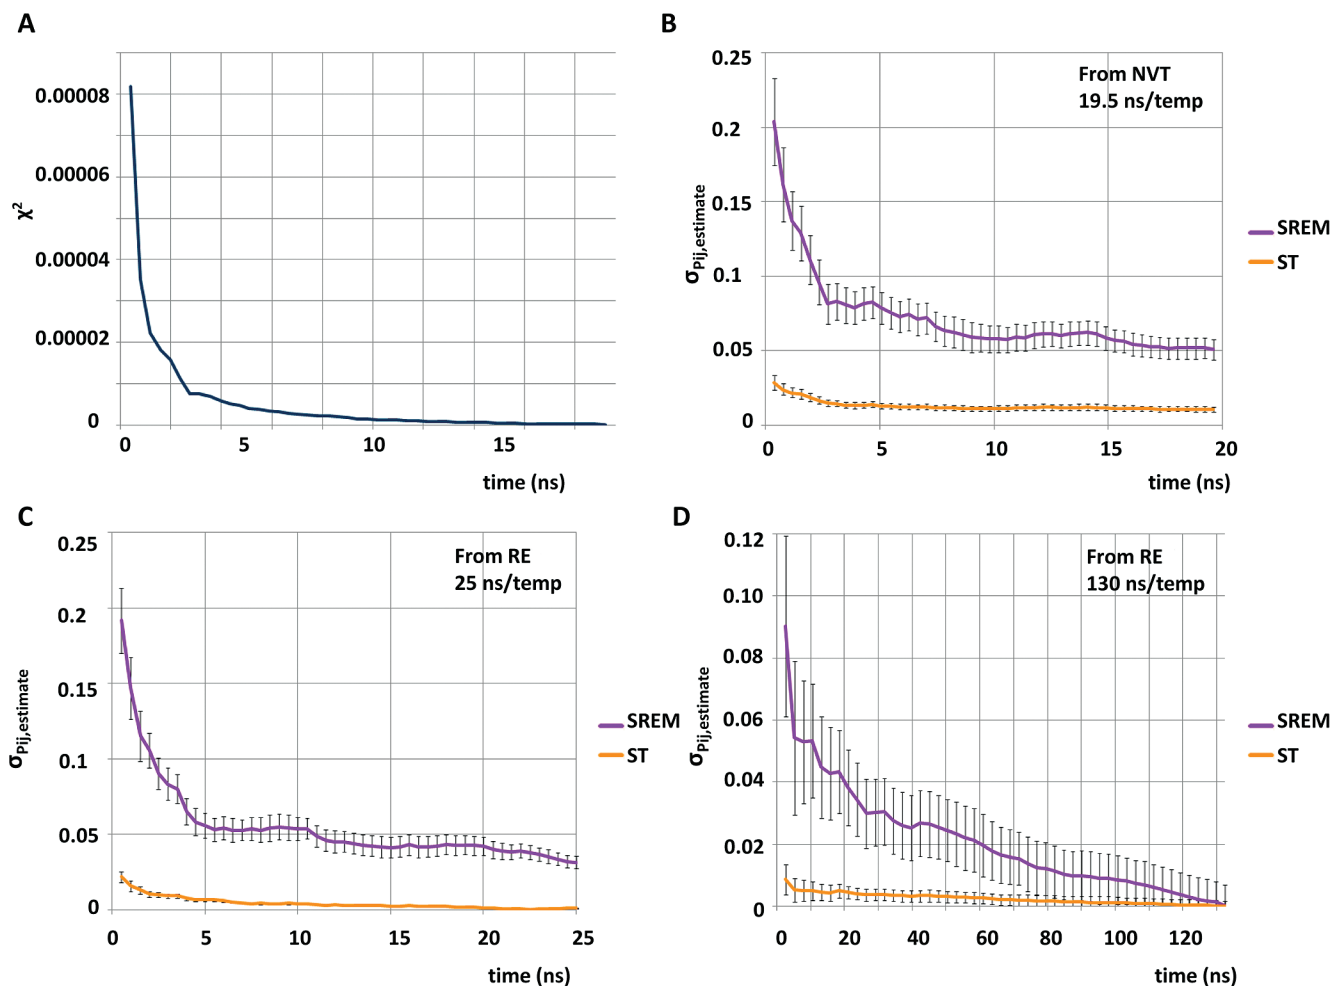 A
0.00008
0.00006
0.00004
0.00002
0
χ²
0
5
10
15
time (ns)
B
0.25
0.2
0.15
0.1
0.05
0
σPij,estimate
From NVT
19.5 ns/temp
SREM
ST
0
5
10
15
20
time (ns)
C
0.25
0.2
0.15
0.1
0.05
0
σPij,estimate
From RE
25 ns/temp
SREM
ST
0
5
10
15
20
25
time (ns)
D
0.12
0.10
0.08
0.06
0.04
0.02
0
σPij,estimate
From RE
130 ns/temp
SREM
ST
0
20
40
60
80
100
120
time (ns)